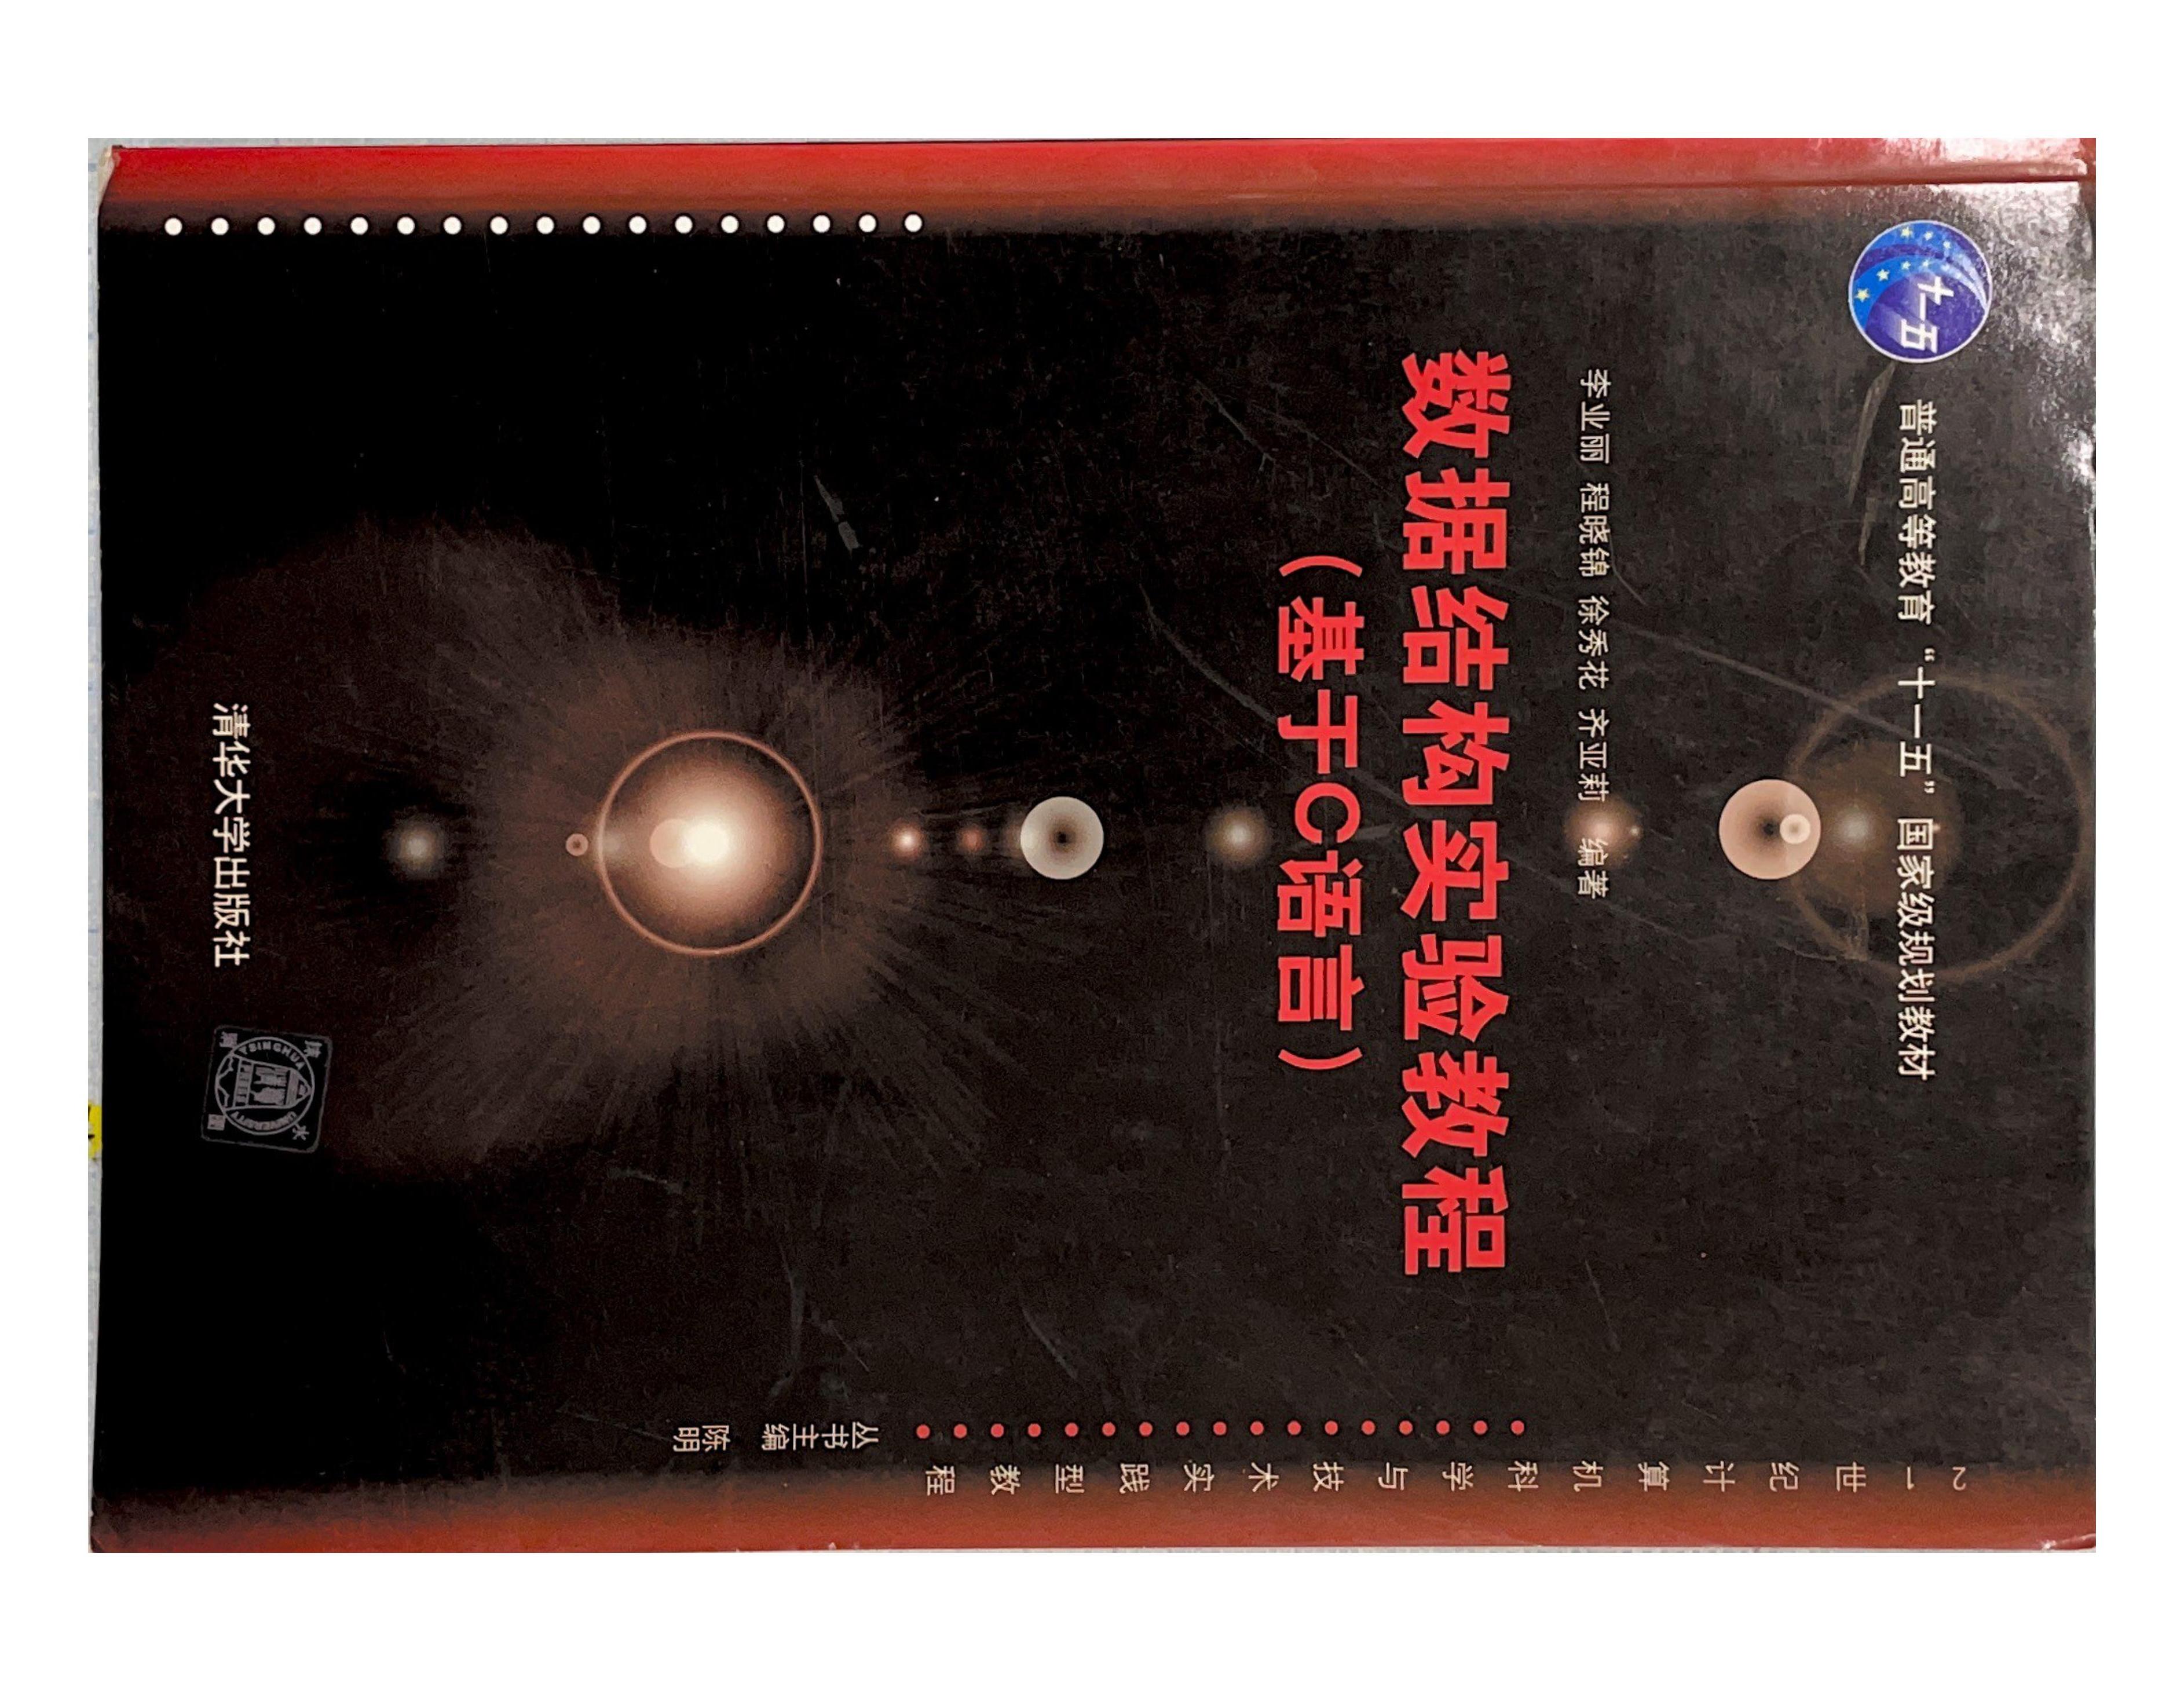 十一五
普通高等教育“十一五”国家级规划教材
李业丽 程晓锦 徐秀花 齐亚莉 编著
数据结构实验教程
(基于C语言)
21世纪计算机科学与技术实践型教程
丛书主编 陈明
清华大学出版社
TSINGHUA UNIVERSITY PRESS